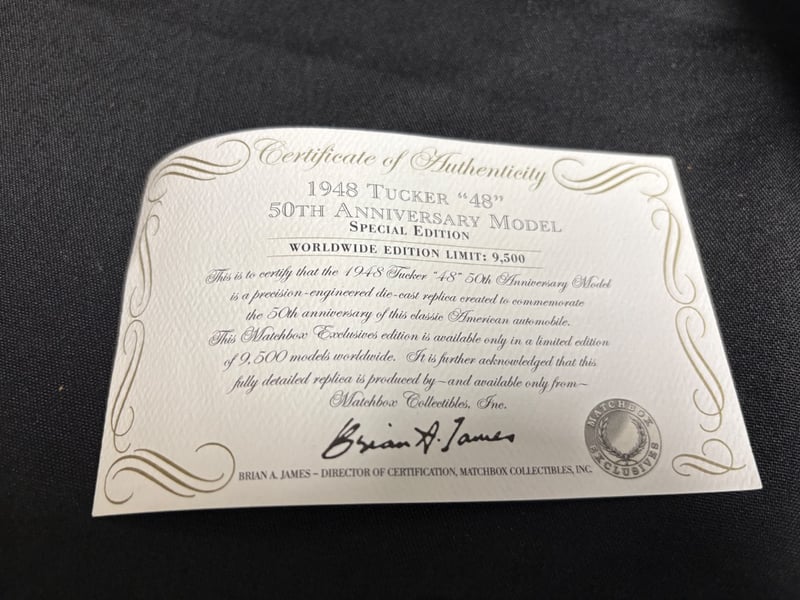 Certificate of Authenticity
1948 TUCKER “48”
50TH ANNIVERSARY MODEL
SPECIAL EDITION
WORLDWIDE EDITION LIMIT: 9,500
This is to certify that the 1948 Tucker “48” 50th Anniversary Model
is a precision-engineered die-cast replica created to commemorate
the 50th anniversary of this classic American automobile.
This Matchbox Exclusives edition is available only in a limited edition
of 9,500 models worldwide. It is further acknowledged that this
fully detailed replica is produced by—and available only from—
Matchbox Collectibles, Inc.
Brian A. James
BRIAN A. JAMES – DIRECTOR OF CERTIFICATION, MATCHBOX COLLECTIBLES, INC.
MATCHBOX
EXCLUSIVES